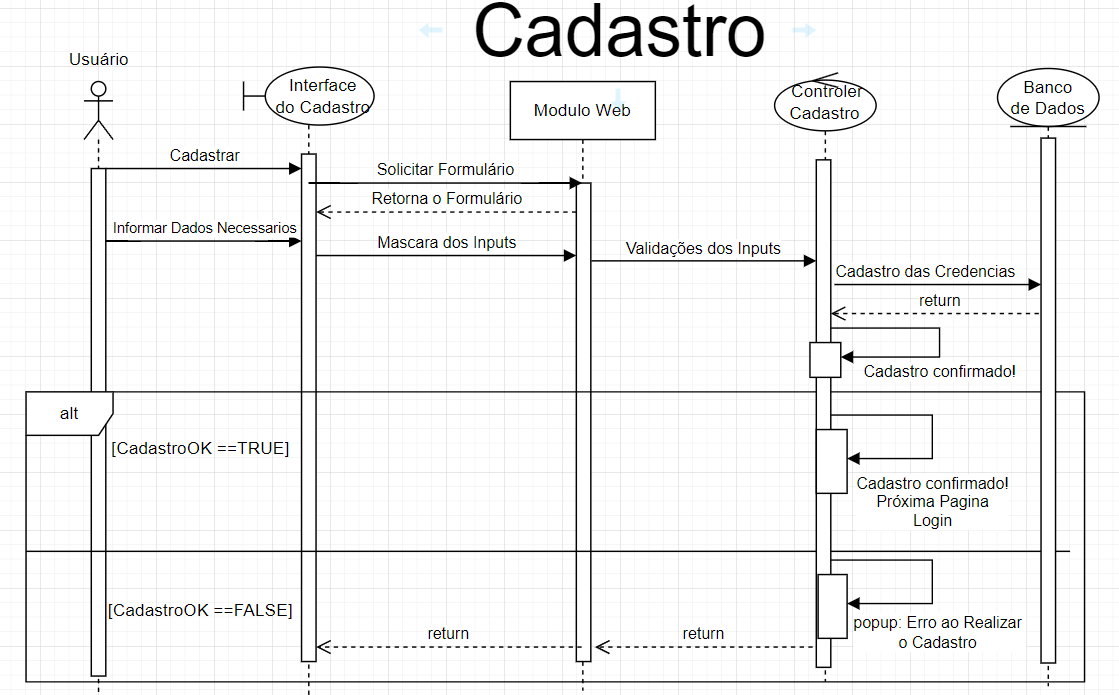 Cadastro
Usuário
Interface
do Cadastro
Modulo Web
Controler
Cadastro
Banco
de Dados
Cadastrar
Solicitar Formulário
Retorna o Formulário
Informar Dados Necessarios
Mascara dos Inputs
Validações dos Inputs
Cadastro das Credencias
return
Cadastro confirmado!
alt
[CadastroOK ==TRUE]
Cadastro confirmado!
Próxima Pagina
Login
[CadastroOK ==FALSE]
popup: Erro ao Realizar
o Cadastro
return
return